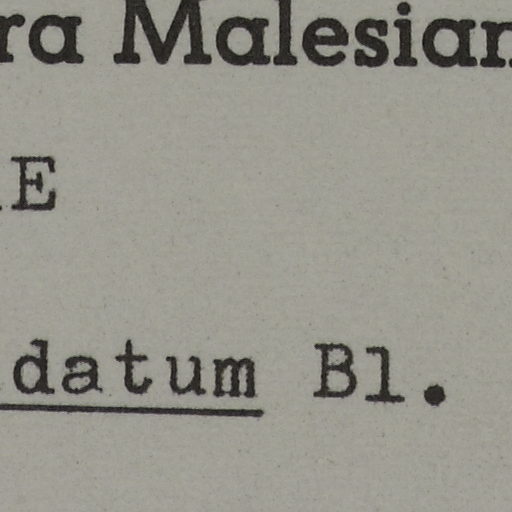 ra Malesian
E
datum Bl.